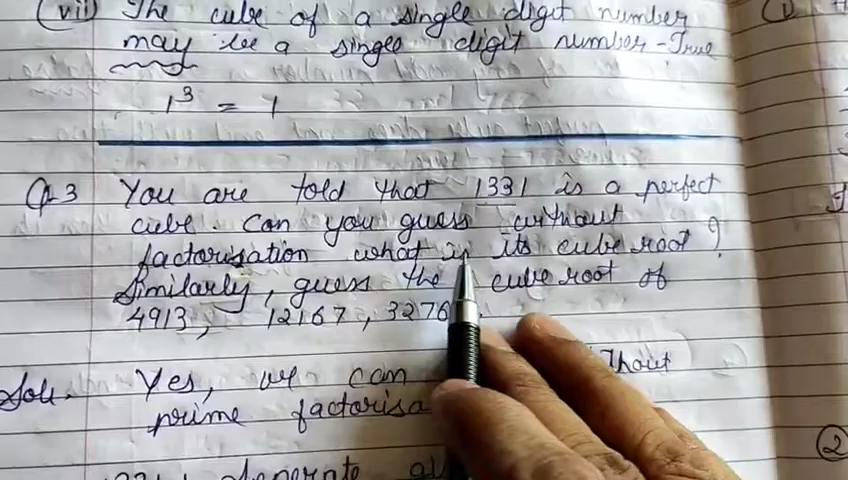 (vii) The cube of a single digit number
may be a single digit number - True
1³ = 1
Q-3 You are told that 1331 is a perfect
cube. Can you guess without
factorisation what is its cube root?
Similarly, guess the cube root of
4913, 12167, 3276
Sol. Yes, we can
prime factorisa